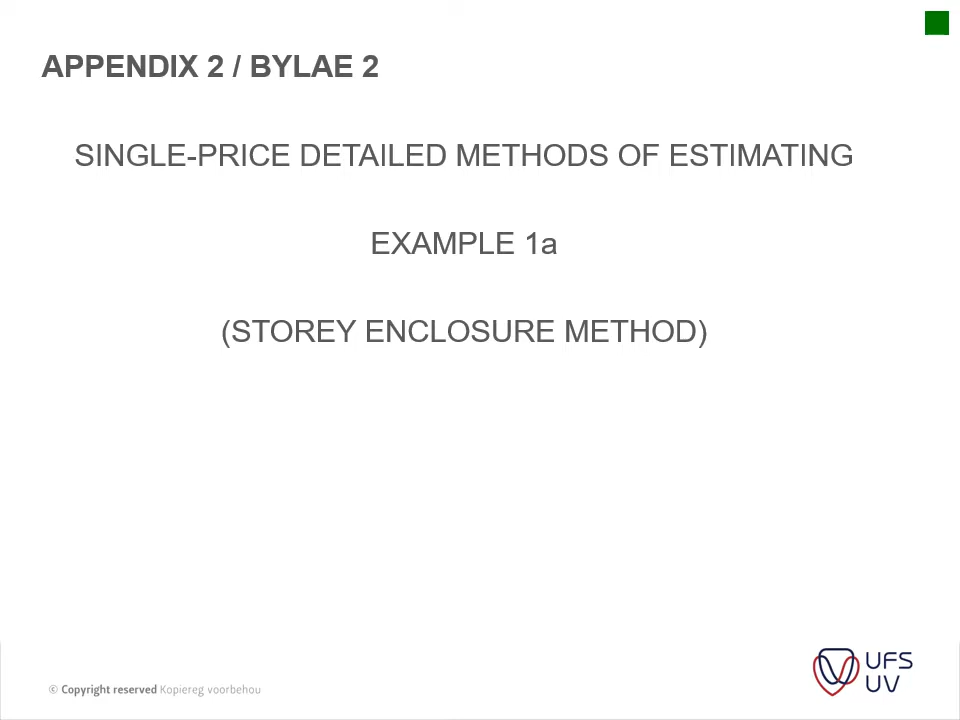 APPENDIX 2 / BYLAE 2
SINGLE-PRICE DETAILED METHODS OF ESTIMATING
EXAMPLE 1a
(STOREY ENCLOSURE METHOD)
© Copyright reserved Kopiereg voorbehou
UFS
UV